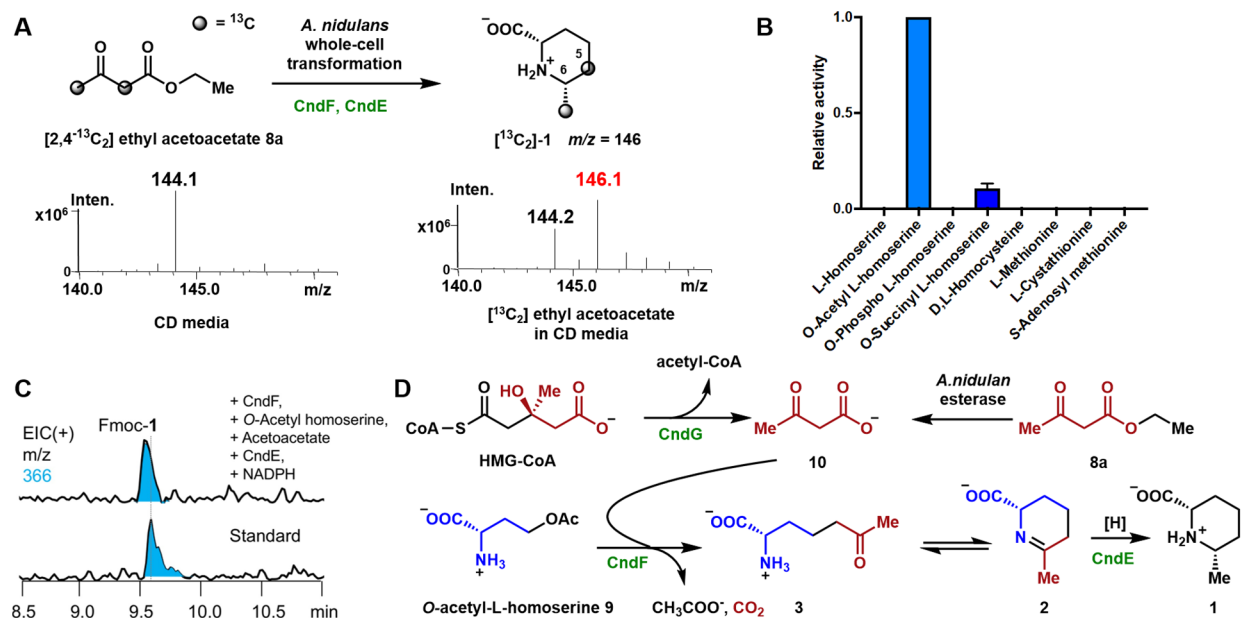 A
= ¹³C
A. nidulans
whole-cell
transformation
CndF, CndE
O
O
O
Me
[2,4-¹³C₂] ethyl acetoacetate 8a
⁻OOC
5
6
H₂N
+
[¹³C₂]-1 m/z = 146
Inten.
x10⁶
0
144.1
140.0
145.0
m/z
CD media
Inten.
x10⁶
0
144.2
146.1
140.0
145.0
m/z
[¹³C₂] ethyl acetoacetate
in CD media
B
Relative activity
1.0
0.5
0.0
L-Homoserine
O-Acetyl L-homoserine
O-Phospho L-homoserine
O-Succinyl L-homoserine
D,L-Homocysteine
L-Methionine
L-Cystathionine
S-Adenosyl methionine
C
EIC(+)
m/z
366
Fmoc-1
+ CndF,
+ O-Acetyl homoserine,
+ Acetoacetate
+ CndE,
+ NADPH
Standard
8.5 9.0 9.5 10.0 10.5 min
D
acetyl-CoA
CoA S
O
HO
Me
O
O⁻
HMG-CoA
CndG
O
O
Me
O⁻
10
A.nidulan
esterase
O
O
Me
O
Me
8a
⁻OOC
OAc
NH₃
+
O-acetyl-L-homoserine 9
CndF
CH₃COO⁻, CO₂
⁻OOC
Me
NH₃
+
O
3
⁻OOC
N
Me
2
[H]
CndE
⁻OOC
H₂N
+
Me
1